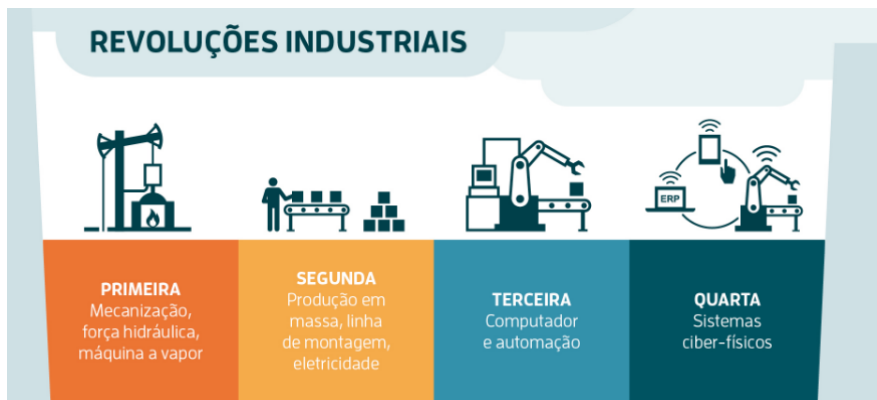 REVOLUÇÕES INDUSTRIAIS
ERP
PRIMEIRA
Mecanização,
força hidráulica,
máquina a vapor
SEGUNDA
Produção em
massa, linha
de montagem,
eletricidade
TERCEIRA
Computador
e automação
QUARTA
Sistemas
ciber-físicos